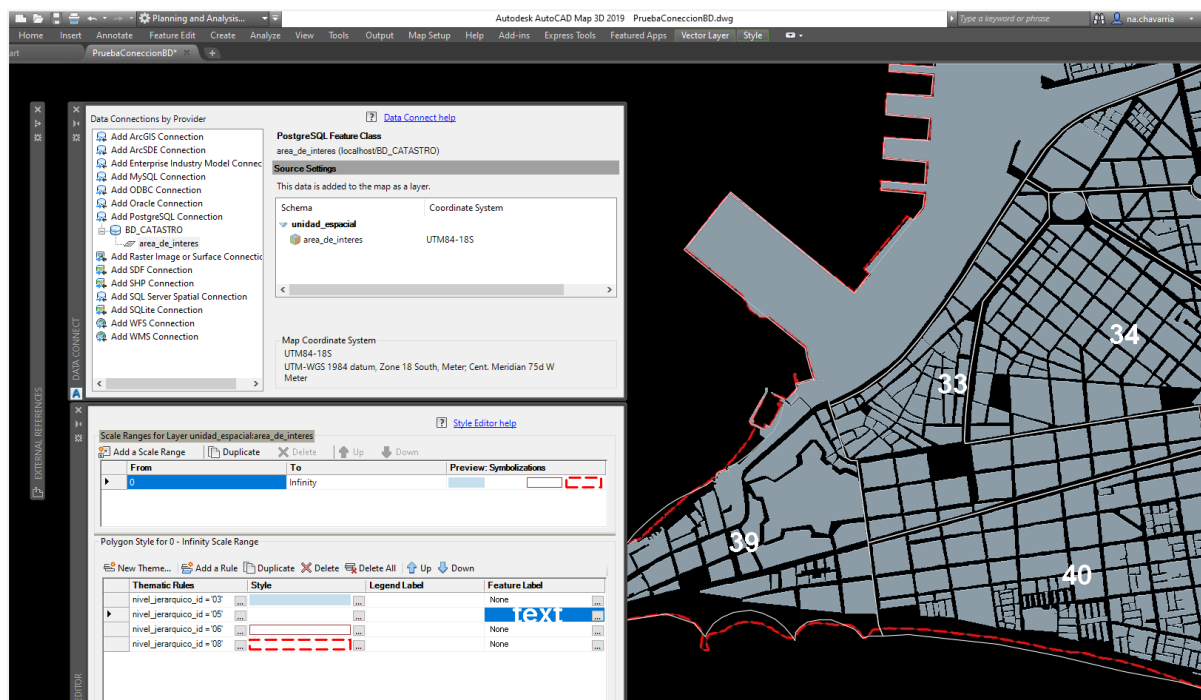 Planning and Analysis...
Autodesk AutoCAD Map 3D 2019 PruebaConeccionBD.dwg
Type a keyword or phrase
na.chavarria
Home Insert Annotate Feature Edit Create Analyze View Tools Output Map Setup Help Add-ins Express Tools Featured Apps Vector Layer Style
art
PruebaConeccionBD*
Data Connections by Provider
Data Connect help
Add ArcGIS Connection
Add ArcSDE Connection
Add Enterprise Industry Model Connec
Add MySQL Connection
Add ODBC Connection
Add Oracle Connection
Add PostgreSQL Connection
BD_CATASTRO
area_de_interes
Add Raster Image or Surface Connectic
Add SDF Connection
Add SHP Connection
Add SQL Server Spatial Connection
Add SQLite Connection
Add WFS Connection
Add WMS Connection
PostgreSQL Feature Class
area_de_interes (localhost/BD_CATASTRO)
Source Settings
This data is added to the map as a layer.
Schema Coordinate System
unidad_espacial
area_de_interes UTM84-18S
Map Coordinate System
UTM84-18S
UTM-WGS 1984 datum, Zone 18 South, Meter; Cent. Meridian 75d W
Meter
DATA CONNECT
EXTERNAL REFERENCES
Style Editor help
Scale Ranges for Layer unidad_espacial:area_de_interes
Add a Scale Range Duplicate Delete Up Down
From To Preview: Symbolizations
0 Infinity
Polygon Style for 0 - Infinity Scale Range
New Theme... Add a Rule Duplicate Delete Delete All Up Down
Thematic Rules Style Legend Label Feature Label
nivel_jerarquico_id = '03' ... ... None ...
nivel_jerarquico_id = '05' ... ... text ...
nivel_jerarquico_id = '06' ... ... None ...
nivel_jerarquico_id = '08' ... ... None ...
EDITOR
34
33
39
40